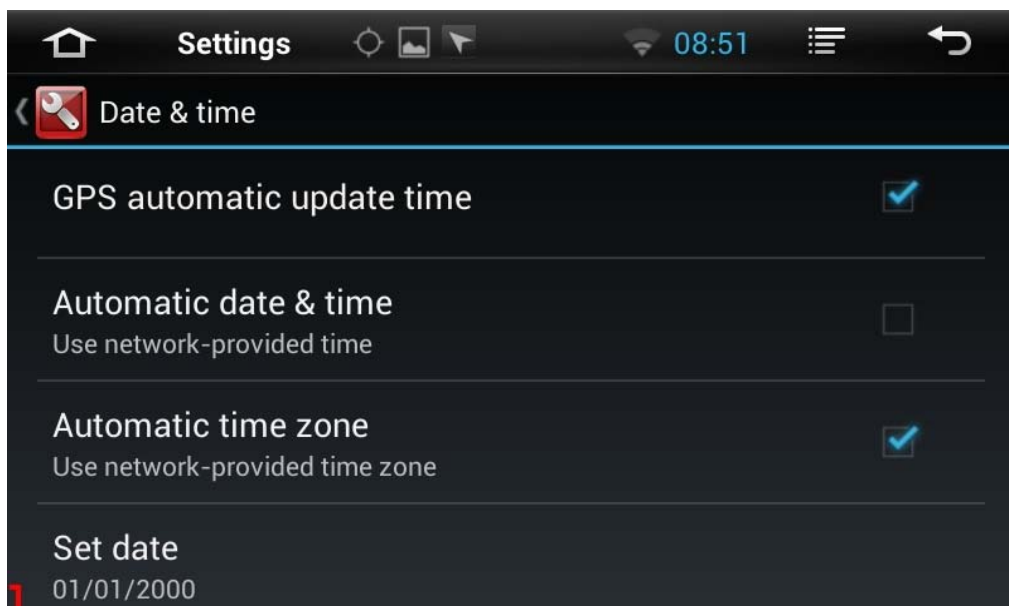 Settings 08:51
Date & time
GPS automatic update time
Automatic date & time
Use network-provided time
Automatic time zone
Use network-provided time zone
Set date
01/01/2000
1